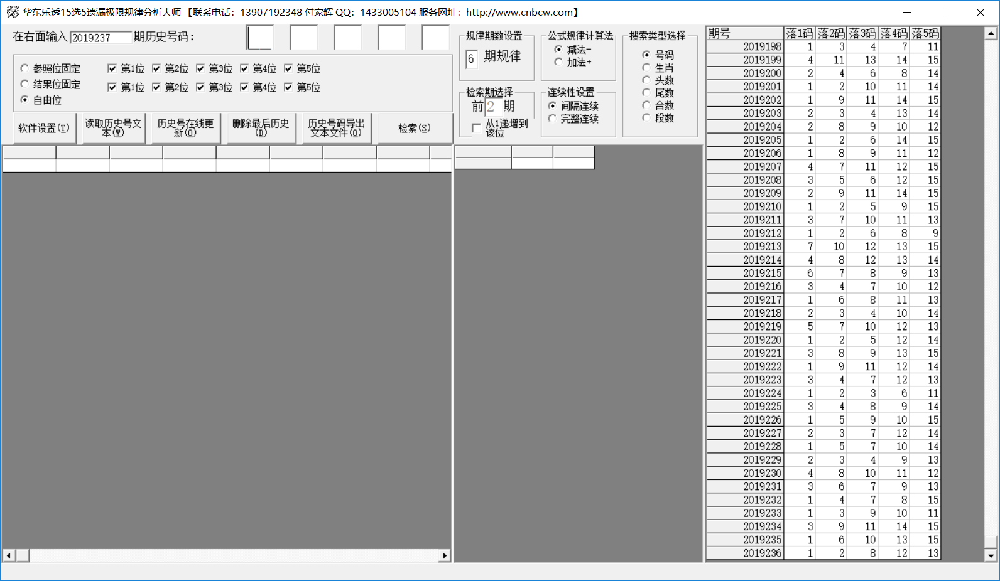 华东乐透15选5遗漏极限规律分析大师 【联系电话：13907192348 付家辉 QQ：1433005104 服务网址：http://www.cnbcw.com】
在右面输入 2019237 期历史号码：
参照位固定 第1位 第2位 第3位 第4位 第5位
结果位固定 第1位 第2位 第3位 第4位 第5位
自由位
软件设置(I)
读取历史号文本(W)
历史号在线更新(Q)
删除最后历史(D)
历史号码导出文本文件(O)
检索(S)
规律期数设置
6 期规律
检索期选择
前 2 期
从1递增到该位
公式规律计算法
减法-
加法+
连续性设置
间隔连续
完整连续
搜索类型选择
号码
生肖
头数
尾数
合数
段数
期号 落1码 落2码 落3码 落4码 落5码
2019198 1 3 4 7 11
2019199 4 11 13 14 15
2019200 2 4 6 8 14
2019201 1 2 10 11 14
2019202 1 9 11 14 15
2019203 2 3 4 13 14
2019204 2 8 9 10 12
2019205 1 2 6 14 15
2019206 1 8 9 11 12
2019207 4 7 11 12 15
2019208 3 5 6 12 15
2019209 2 9 11 14 15
2019210 1 2 5 9 15
2019211 3 7 10 11 13
2019212 1 2 6 8 9
2019213 7 10 12 13 15
2019214 4 8 12 13 14
2019215 6 7 8 9 13
2019216 3 4 7 10 12
2019217 1 6 8 11 13
2019218 2 3 4 10 14
2019219 5 7 10 12 13
2019220 1 2 5 12 14
2019221 3 8 9 13 15
2019222 1 9 11 12 14
2019223 3 4 7 12 13
2019224 1 2 3 6 11
2019225 3 4 8 9 14
2019226 1 5 9 10 15
2019227 2 3 7 12 14
2019228 1 5 7 10 14
2019229 2 3 4 9 13
2019230 4 8 10 11 12
2019231 3 6 7 9 13
2019232 1 4 7 8 15
2019233 1 3 9 10 11
2019234 3 9 11 14 15
2019235 1 6 10 13 15
2019236 1 2 8 12 13